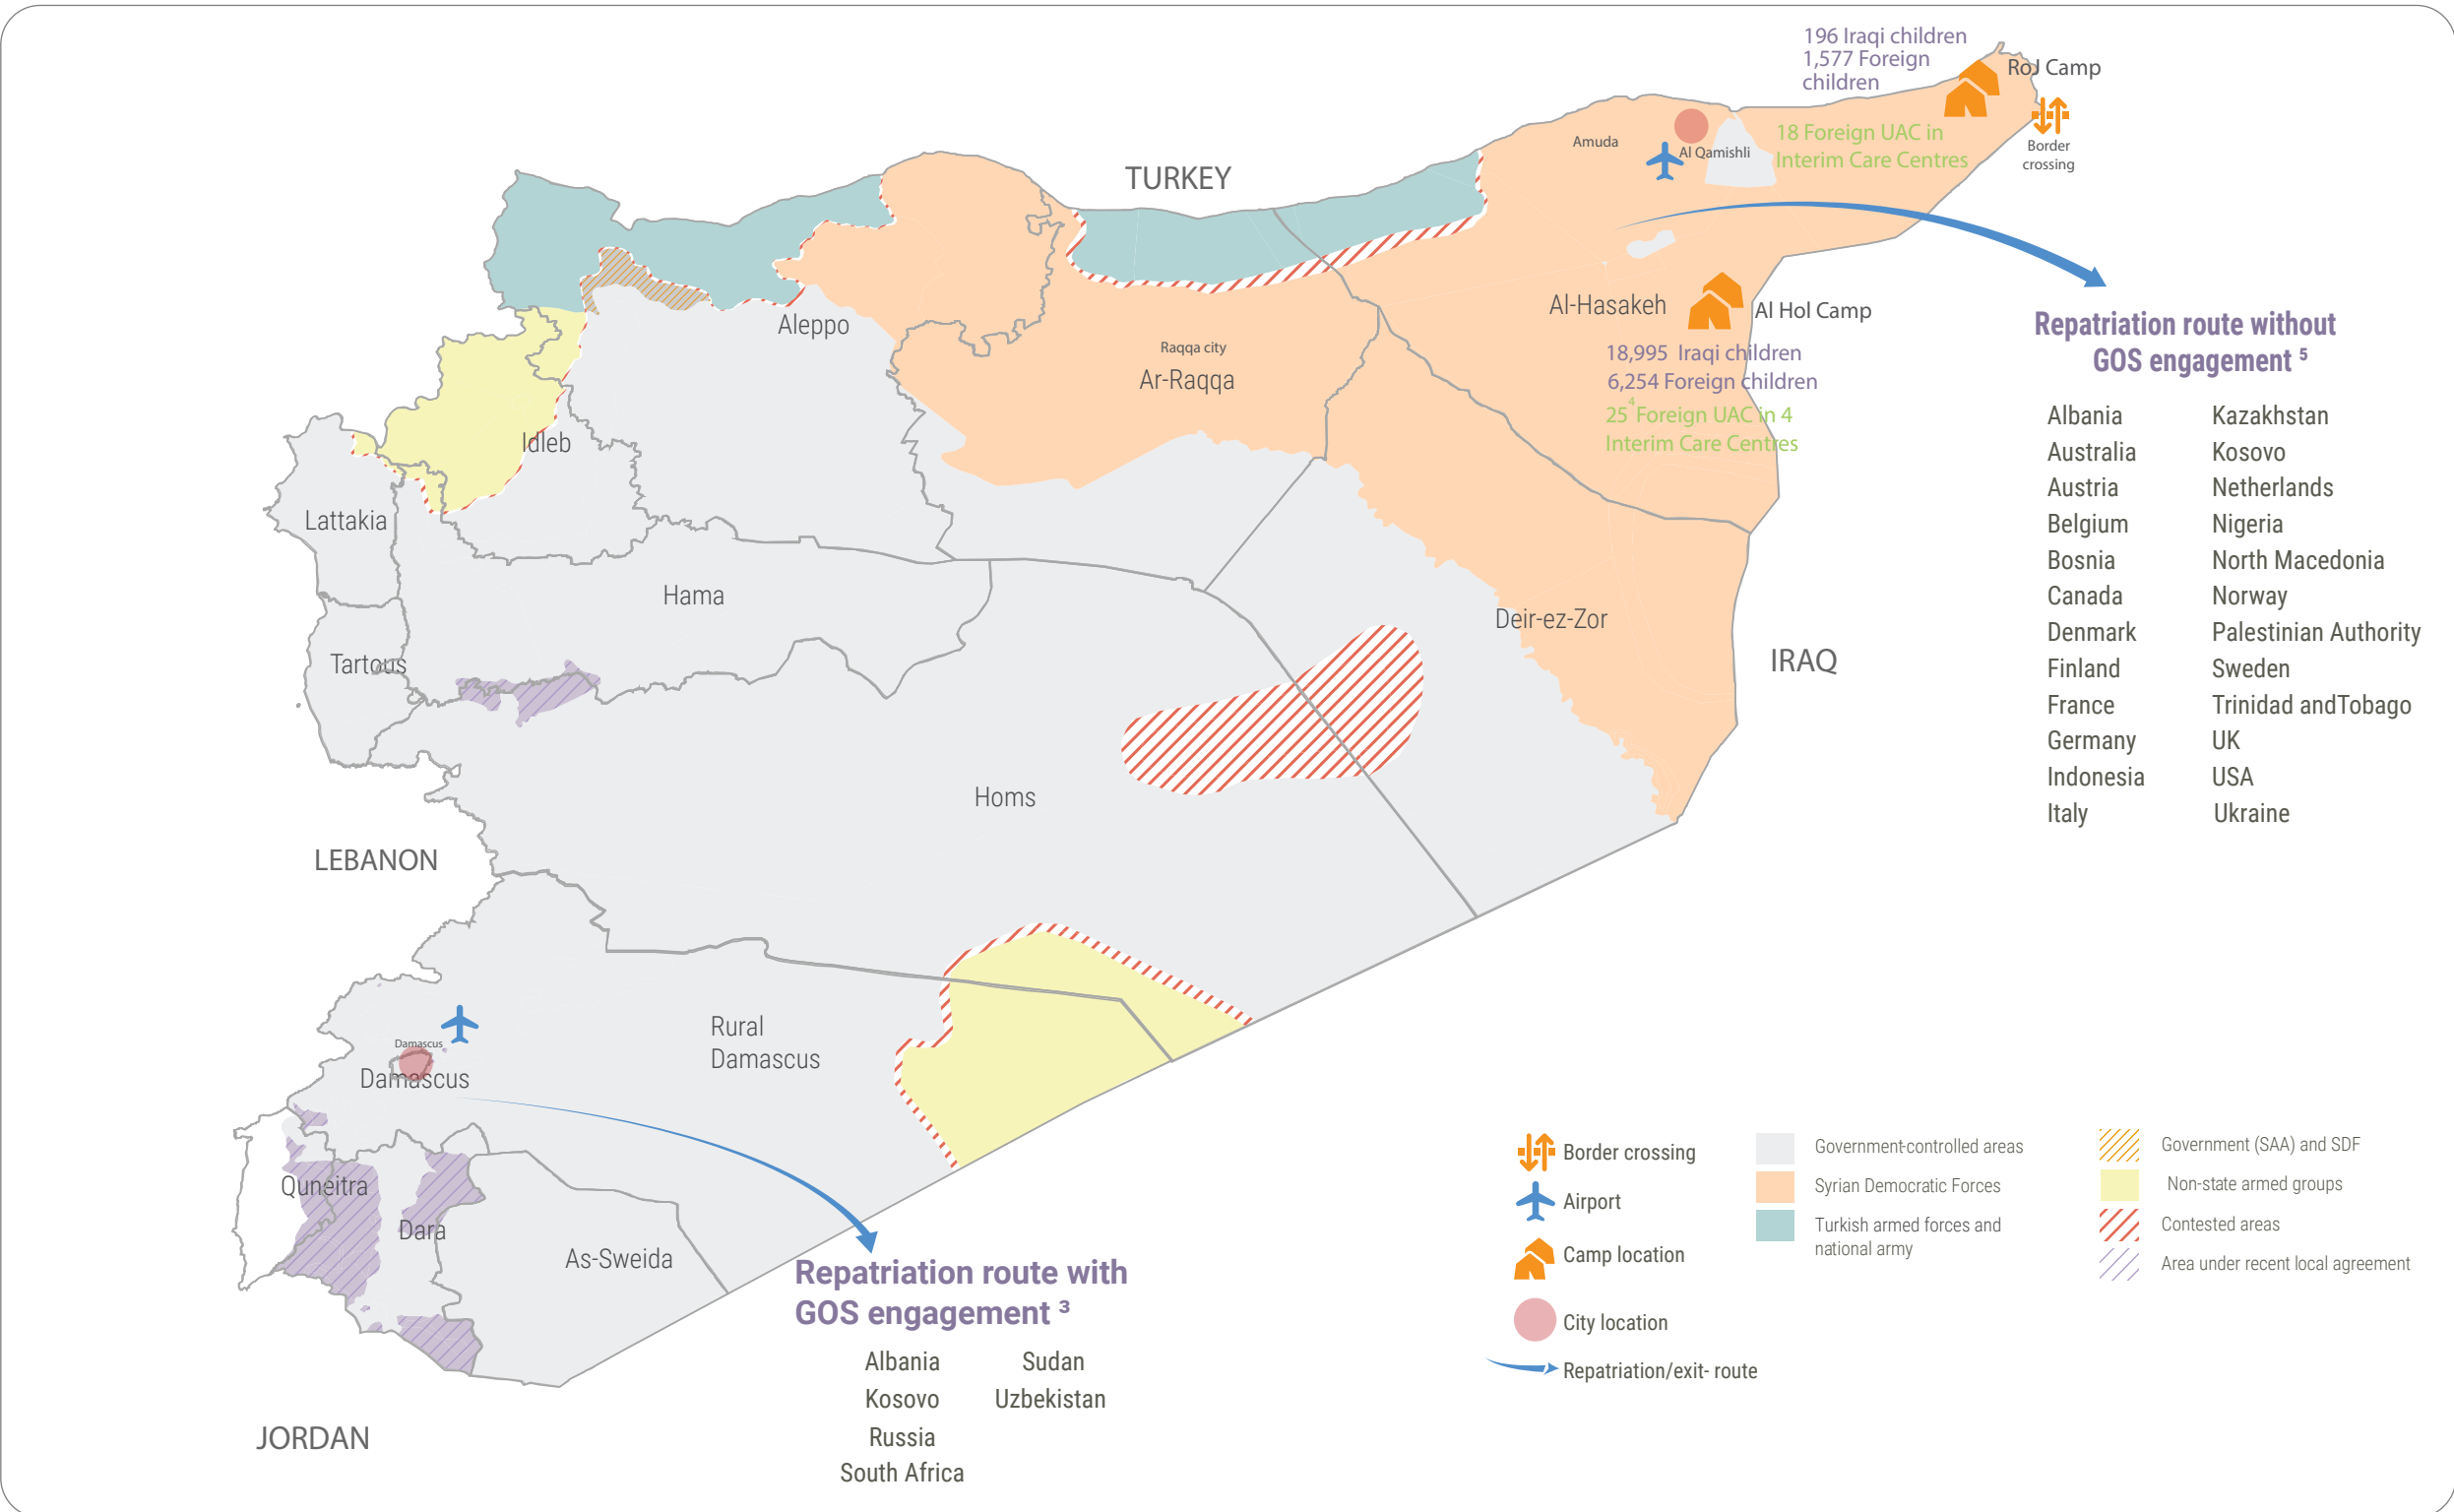 196 Iraqi children
1,577 Foreign
children
RoJ Camp
18 Foreign UAC in
Interim Care Centres
Border
crossing
Amuda
Al Qamishli
TURKEY
Al-Hasakeh
Al Hol Camp
18,995 Iraqi children
6,254 Foreign children
25⁴ Foreign UAC in 4
Interim Care Centres
Aleppo
Raqqa city
Ar-Raqqa
Idleb
Lattakia
Hama
Deir-ez-Zor
Tartous
IRAQ
Homs
LEBANON
Rural
Damascus
Damascus
Damascus
Quneitra
Dara
As-Sweida
JORDAN
Repatriation route without
GOS engagement ⁵
Albania
Australia
Austria
Belgium
Bosnia
Canada
Denmark
Finland
France
Germany
Indonesia
Italy
Kazakhstan
Kosovo
Netherlands
Nigeria
North Macedonia
Norway
Palestinian Authority
Sweden
Trinidad andTobago
UK
USA
Ukraine
Repatriation route with
GOS engagement ³
Albania
Kosovo
Russia
South Africa
Sudan
Uzbekistan
Border crossing
Airport
Camp location
City location
Repatriation/exit- route
Government-controlled areas
Syrian Democratic Forces
Turkish armed forces and
national army
Government (SAA) and SDF
Non-state armed groups
Contested areas
Area under recent local agreement